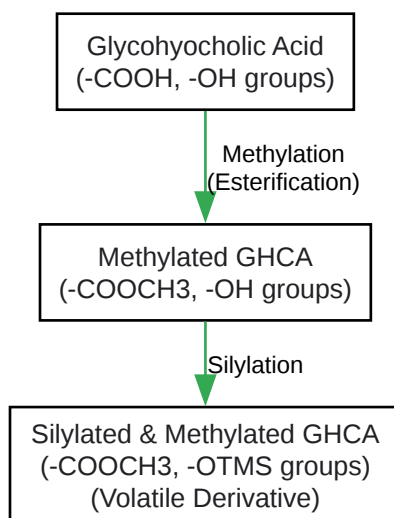 Glycohyocholic Acid
(-COOH, -OH groups)
Methylation
(Esterification)
Methylated GHCA
(-COOCH3, -OH groups)
Silylation
Silylated & Methylated GHCA
(-COOCH3, -OTMS groups)
(Volatile Derivative)